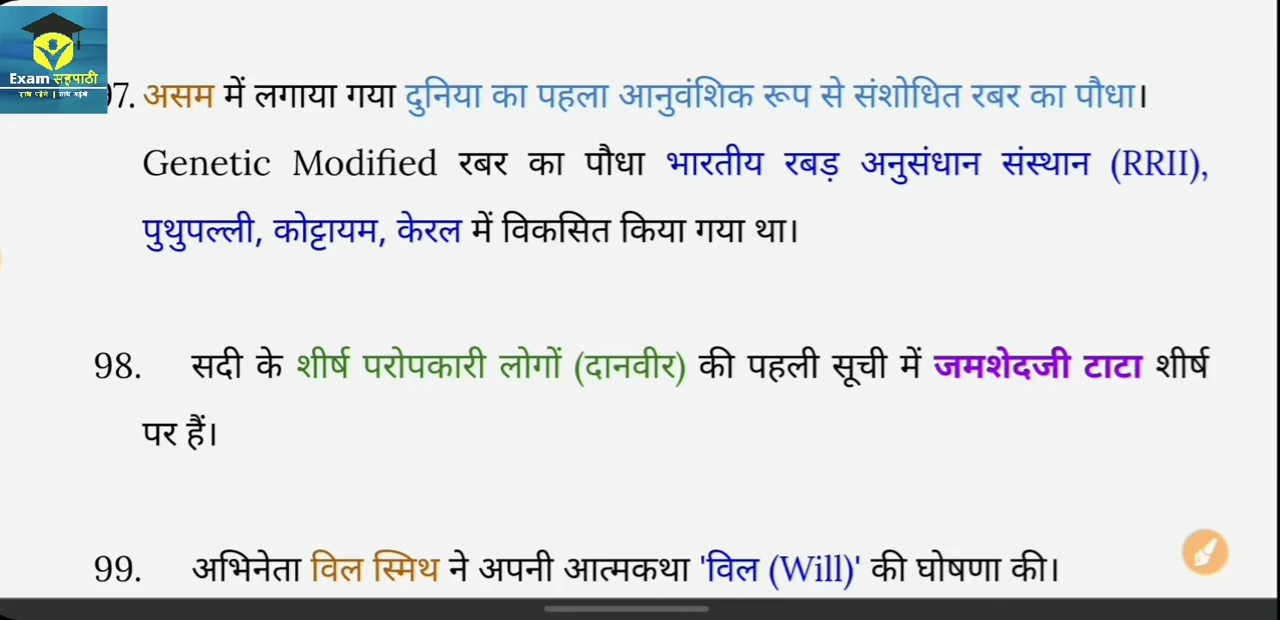 Exam सहपाठी
97. असम में लगाया गया दुनिया का पहला आनुवंशिक रूप से संशोधित रबर का पौधा।
Genetic Modified रबर का पौधा भारतीय रबड़ अनुसंधान संस्थान (RRII),
पुथुपल्ली, कोट्टायम, केरल में विकसित किया गया था।
98. सदी के शीर्ष परोपकारी लोगों (दानवीर) की पहली सूची में जमशेदजी टाटा शीर्ष
पर हैं।
99. अभिनेता विल स्मिथ ने अपनी आत्मकथा 'विल (Will)' की घोषणा की।